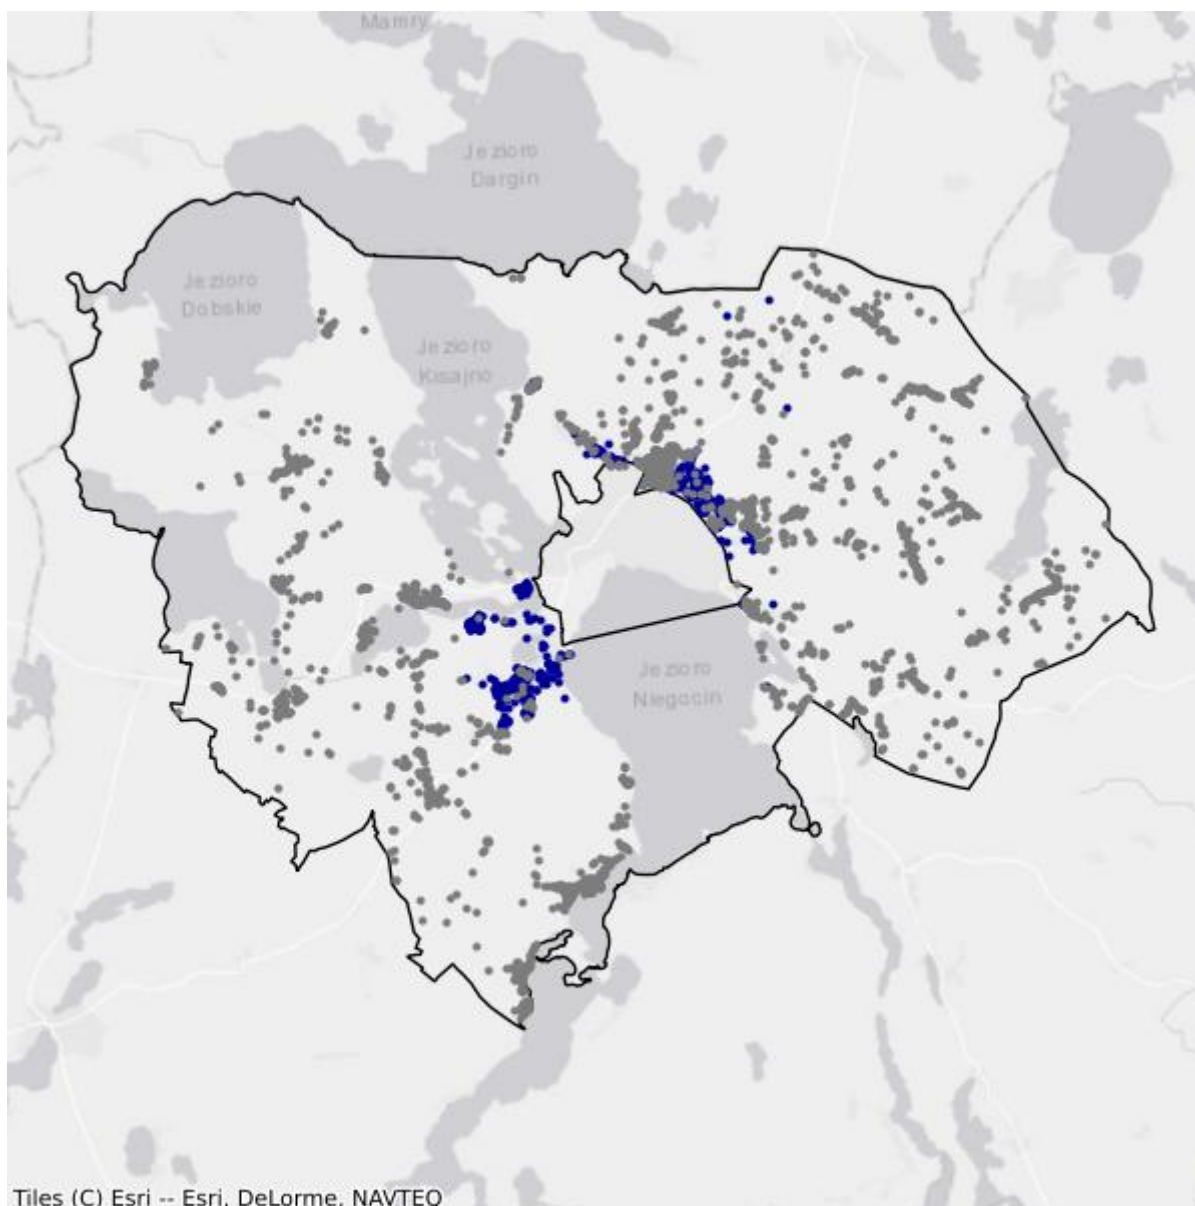 Mamry
Jezioro
Dargin
Jezioro
Dobskie
Jezioro
Kisajno
Jezioro
Niegocin
Tiles (C) Esri -- Esri, DeLorme, NAVTEQ